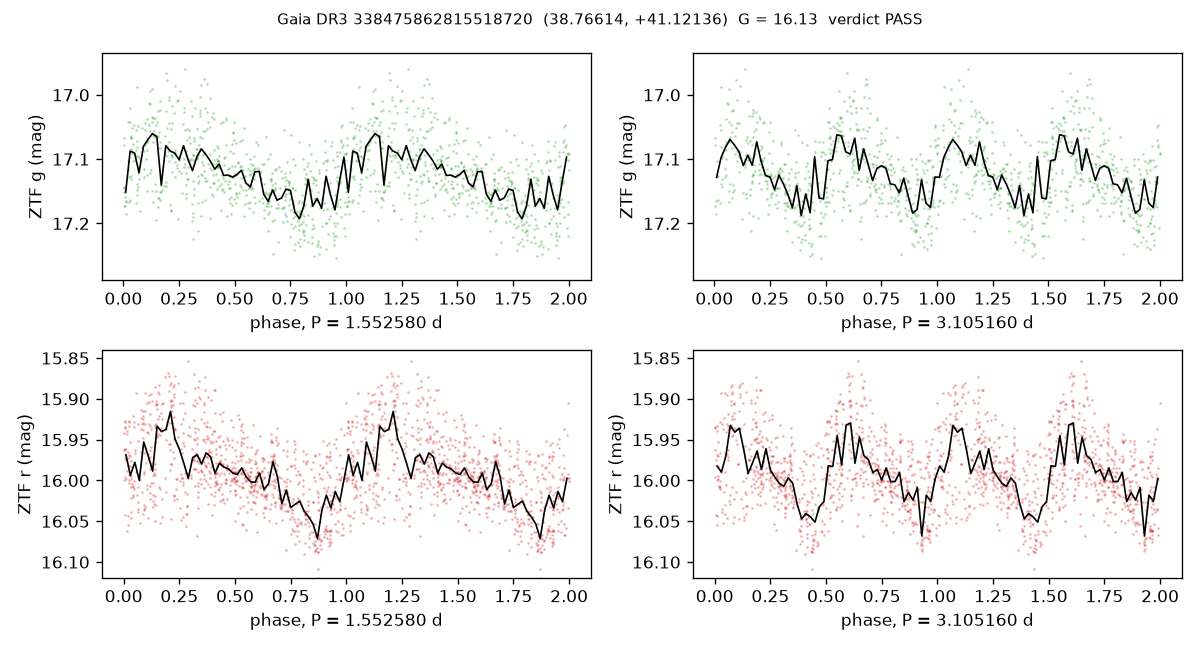 Gaia DR3 338475862815518720 (38.76614, +41.12136) G = 16.13 verdict PASS
ZTF g (mag)
17.0
17.1
17.2
0.00 0.25 0.50 0.75 1.00 1.25 1.50 1.75 2.00
phase, P = 1.552580 d
ZTF g (mag)
17.0
17.1
17.2
0.00 0.25 0.50 0.75 1.00 1.25 1.50 1.75 2.00
phase, P = 3.105160 d
ZTF r (mag)
15.85
15.90
15.95
16.00
16.05
16.10
0.00 0.25 0.50 0.75 1.00 1.25 1.50 1.75 2.00
phase, P = 1.552580 d
ZTF r (mag)
15.85
15.90
15.95
16.00
16.05
16.10
0.00 0.25 0.50 0.75 1.00 1.25 1.50 1.75 2.00
phase, P = 3.105160 d